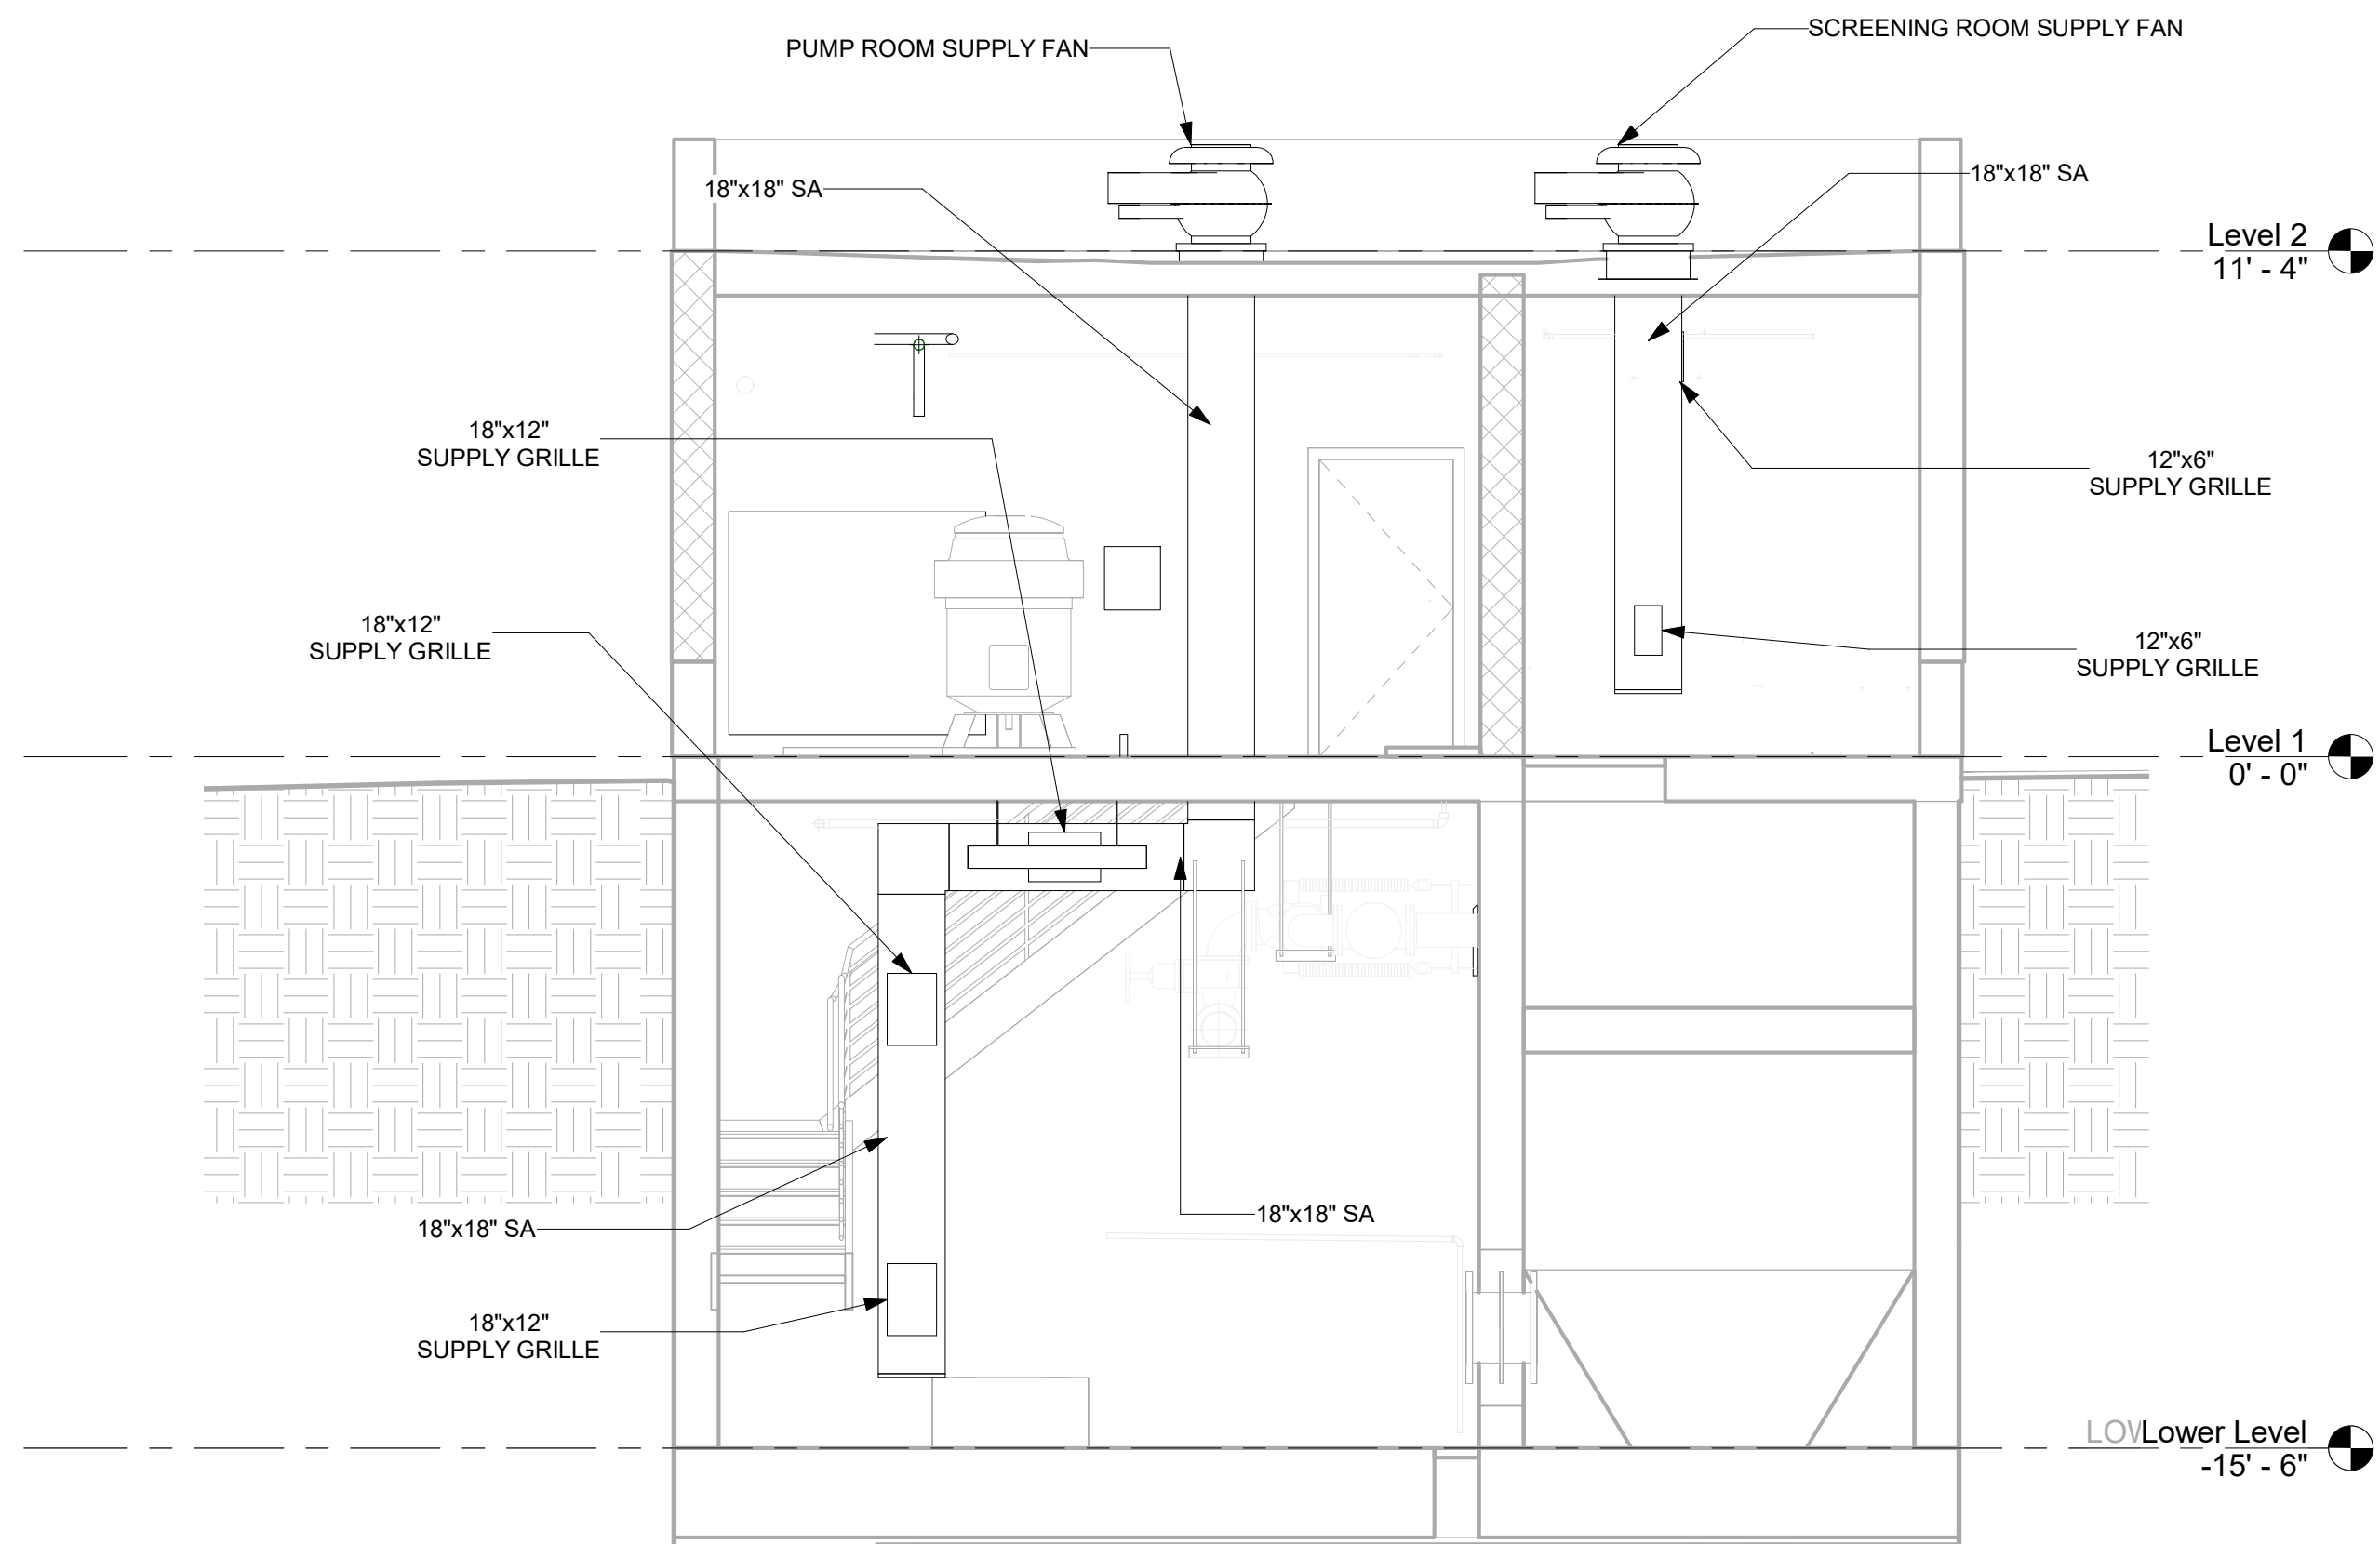 SCREENING ROOM SUPPLY FAN
PUMP ROOM SUPPLY FAN
18"x18" SA
18"x18" SA
Level 2
11' - 4"
18"x12"
SUPPLY GRILLE
12"x6"
SUPPLY GRILLE
18"x12"
SUPPLY GRILLE
12"x6"
SUPPLY GRILLE
Level 1
0' - 0"
18"x18" SA
18"x18" SA
18"x12"
SUPPLY GRILLE
Lower Level
-15' - 6"